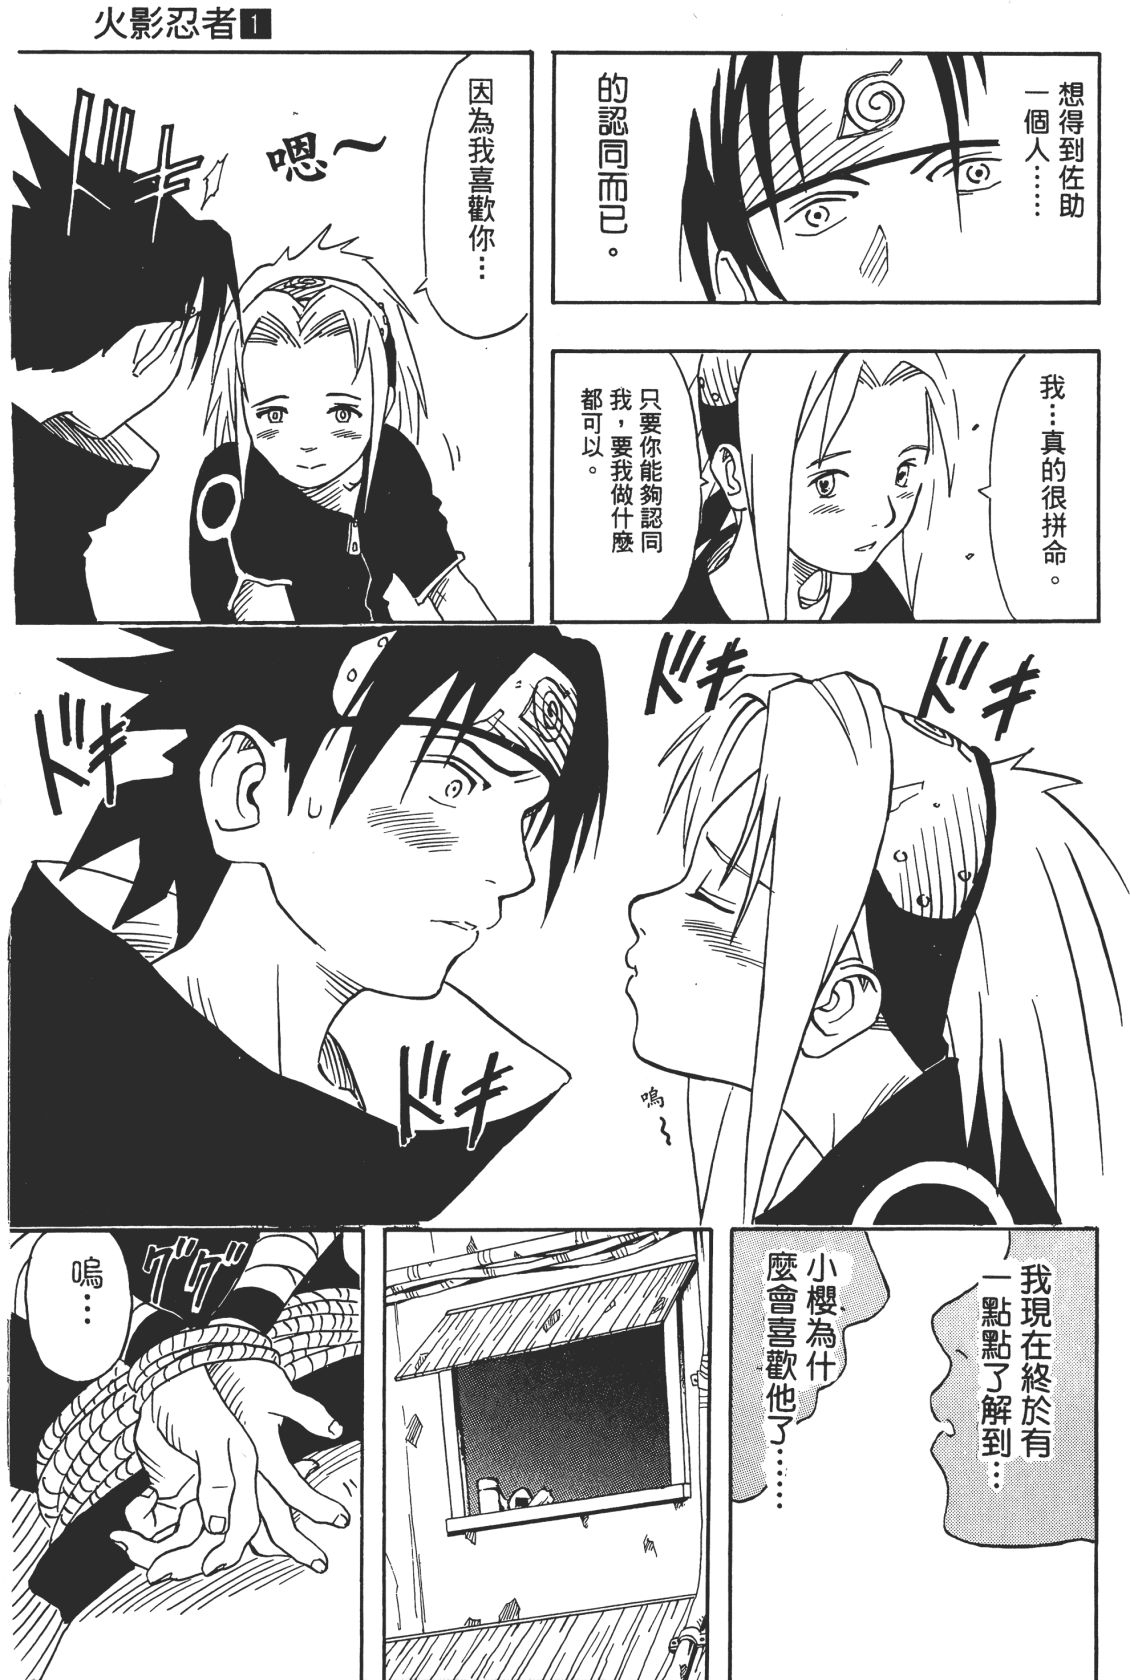 火影忍者1
想得到佐助
一個人……
的認同而已。
我…真的很拼命。
只要你能夠認同
我，要我做什麼
都可以。
因為我喜歡你…
嗯～
ドキ
ドキ
ドキ
ドキ
ドキ
嗚～
我現在終於有
一點點了解到…
小櫻為什
麼會喜歡他了……
嗚…
グググ